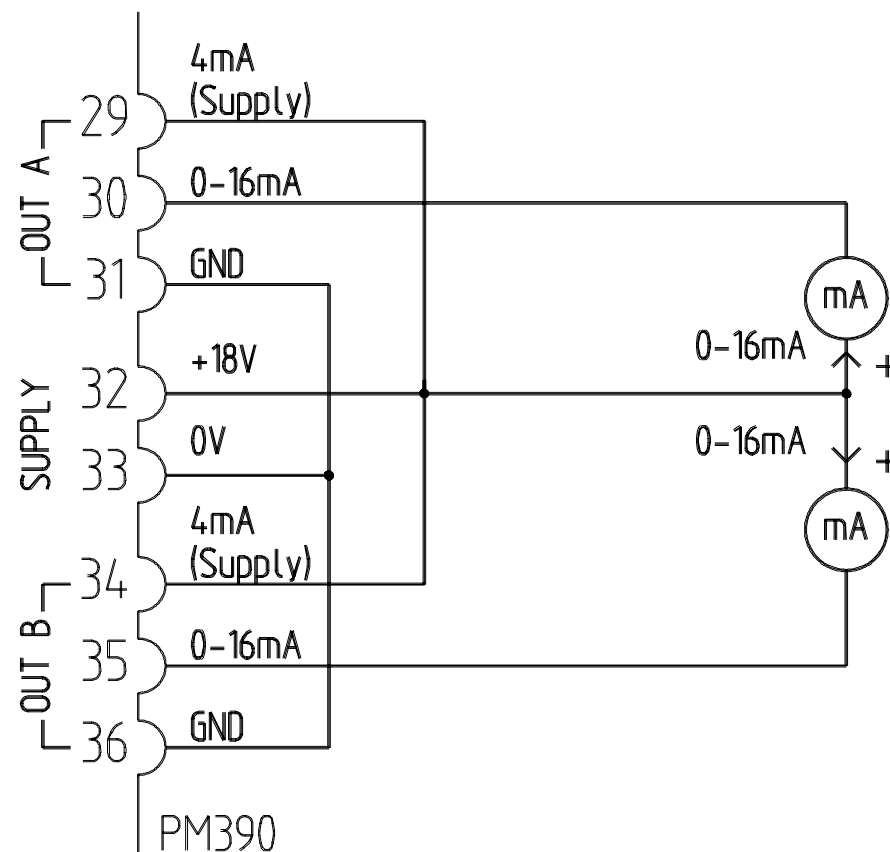 4mA
(Supply)
29
OUT A
30
0-16mA
31
GND
mA
0-16mA
+
+18V
32
SUPPLY
0V
33
0-16mA
+
4mA
(Supply)
34
mA
OUT B
35
0-16mA
36
GND
PM390